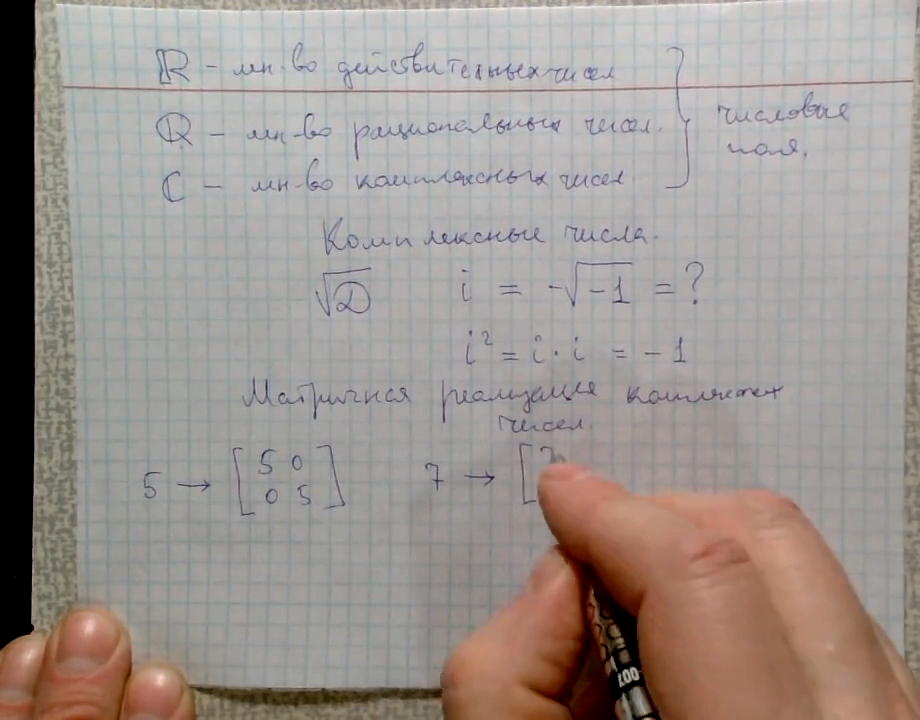 ℝ - мн-во действительных чисел
ℚ - мн-во рациональных чисел.
числовые
поля.
ℂ - мн-во комплексных чисел.
Комплексные числа.
√D i = √-1 = ?
i² = i · i = -1
Матричная реализация комплексных
чисел.
5 → [5 0
0 5] 7 → [7